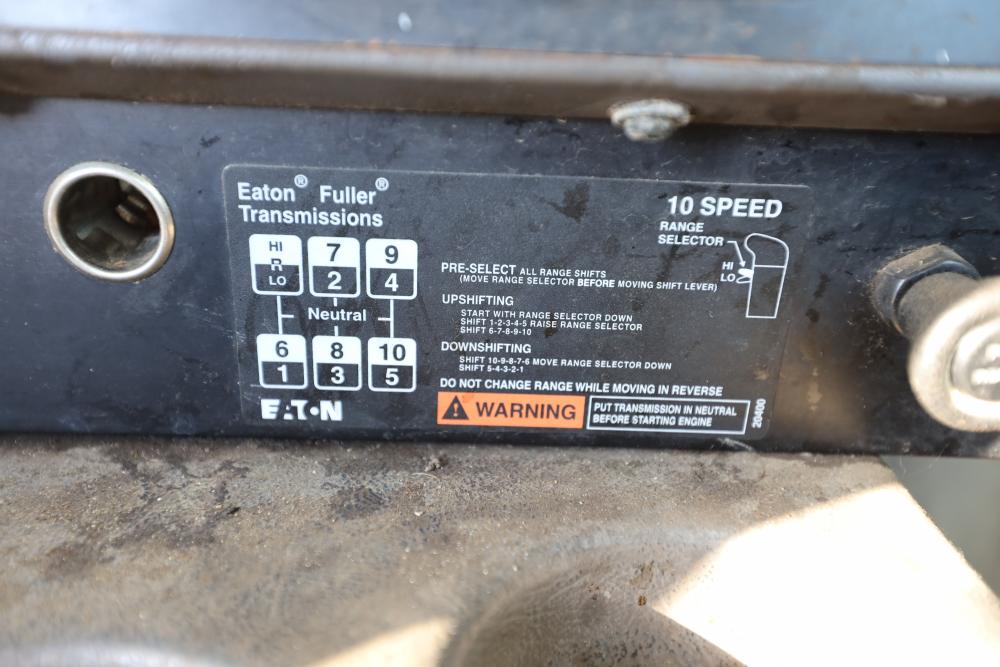 Eaton® Fuller®
Transmissions
10 SPEED
RANGE
SELECTOR
HI
LO
HI
R
LO
7
2
9
4
Neutral
6
1
8
3
10
5
EATON
PRE-SELECT ALL RANGE SHIFTS
(MOVE RANGE SELECTOR BEFORE MOVING SHIFT LEVER)
UPSHIFTING
START WITH RANGE SELECTOR DOWN
SHIFT 1-2-3-4-5 RAISE RANGE SELECTOR
SHIFT 6-7-8-9-10
DOWNSHIFTING
SHIFT 10-9-8-7-6 MOVE RANGE SELECTOR DOWN
SHIFT 5-4-3-2-1
DO NOT CHANGE RANGE WHILE MOVING IN REVERSE
WARNING
PUT TRANSMISSION IN NEUTRAL
BEFORE STARTING ENGINE
20400